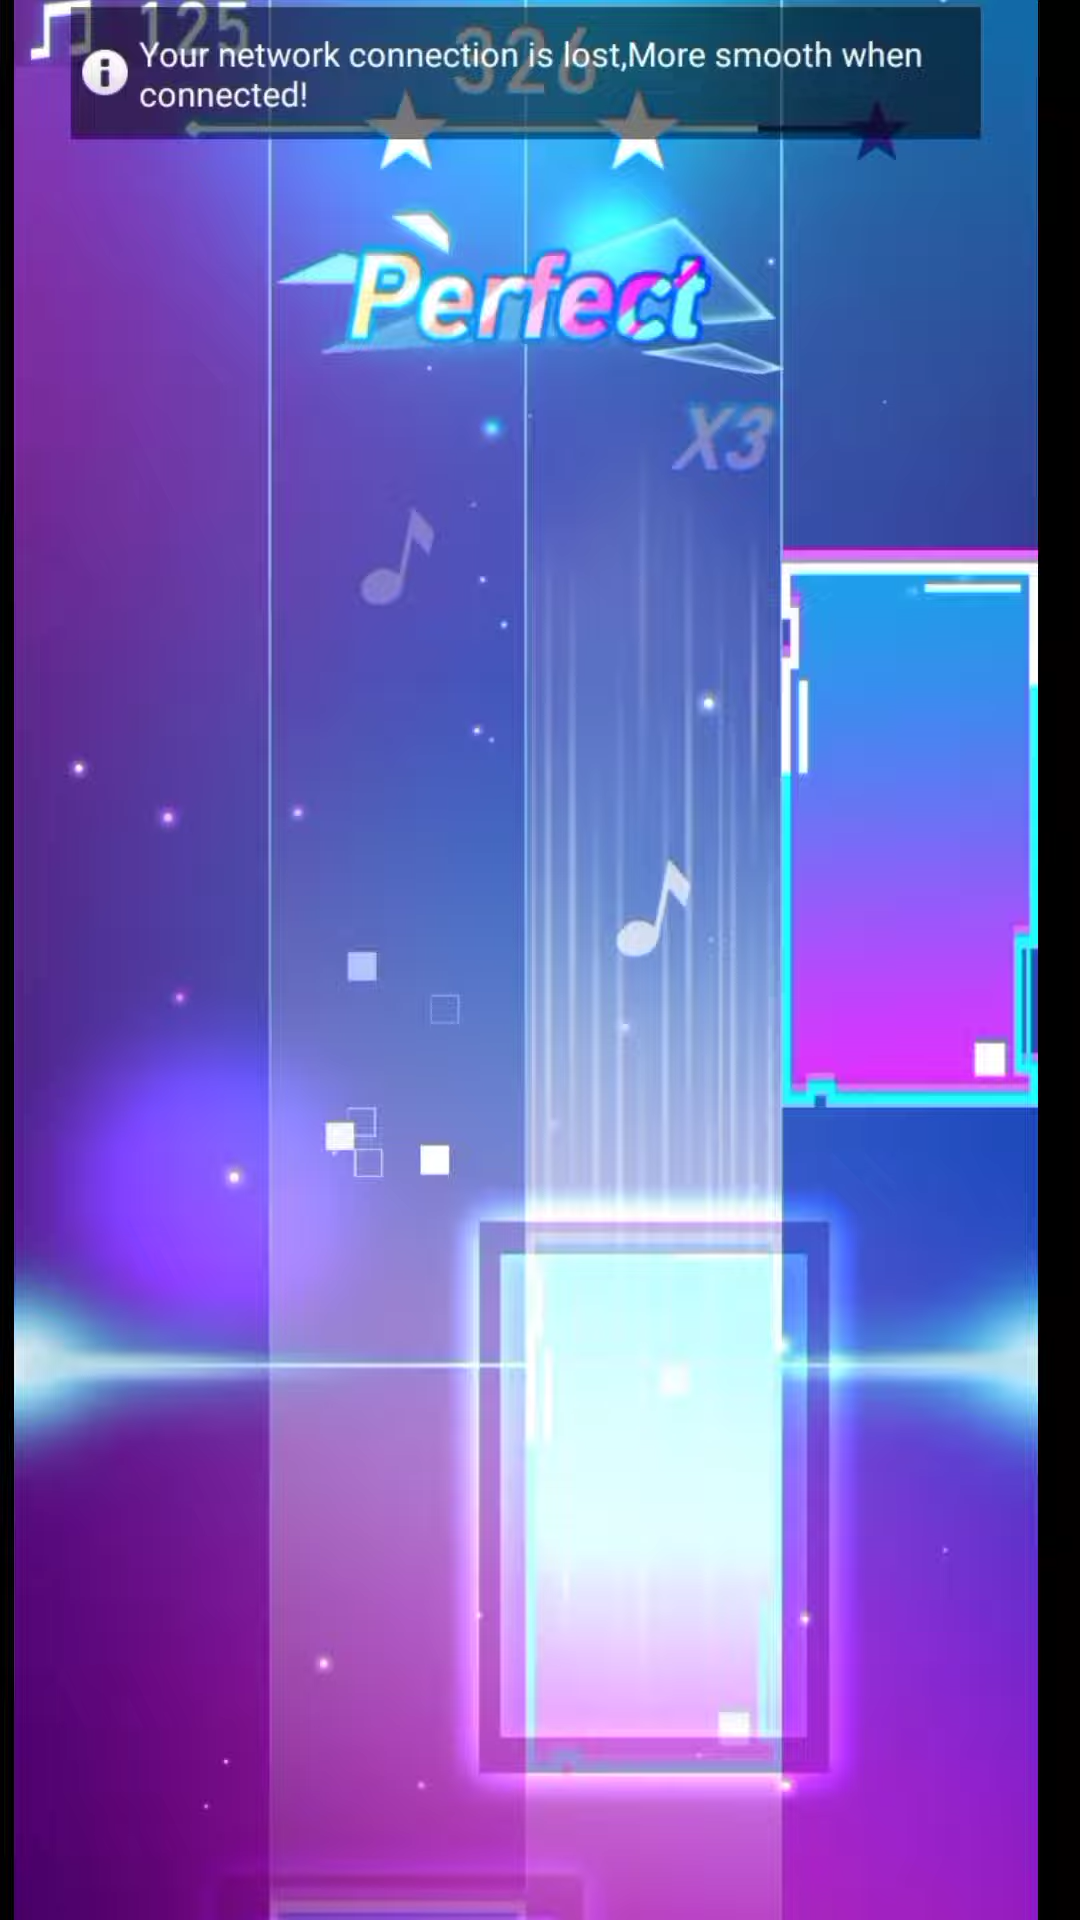 125
326
Your network connection is lost,More smooth when
connected!
Perfect
X3